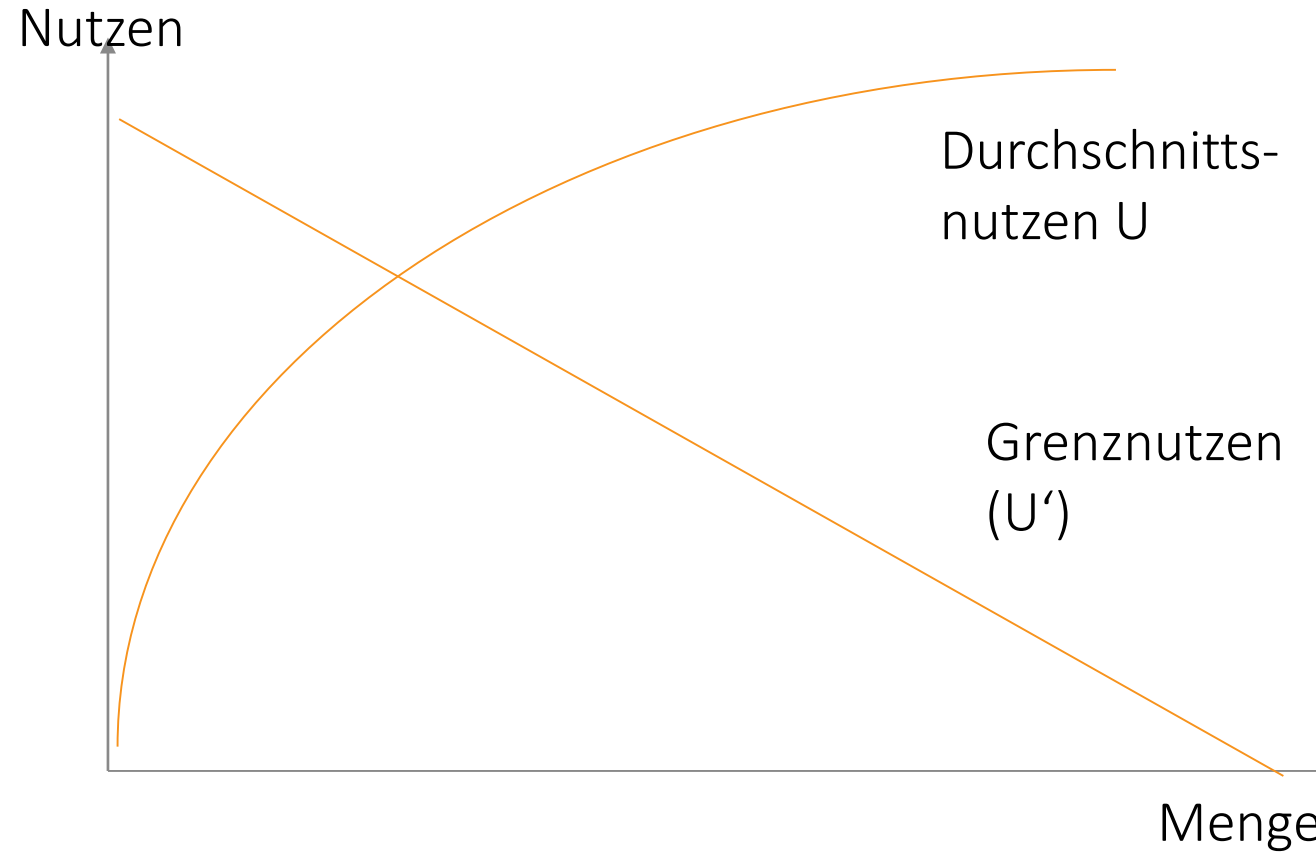 Nutzen
Durchschnitts-
nutzen U
Grenznutzen
(U‘)
Menge